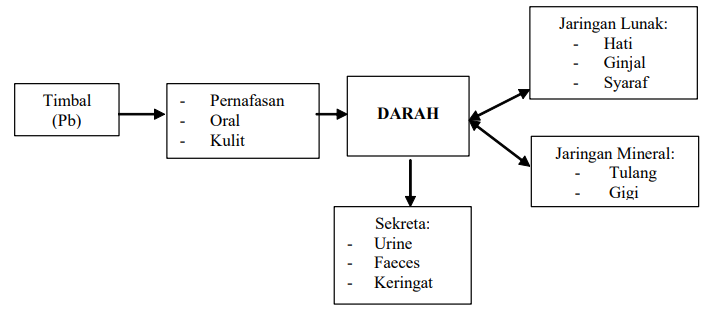 Timbal
(Pb)
- Pernafasan
- Oral
- Kulit
DARAH
Jaringan Lunak:
- Hati
- Ginjal
- Syaraf
Jaringan Mineral:
- Tulang
- Gigi
Sekreta:
- Urine
- Faeces
- Keringat